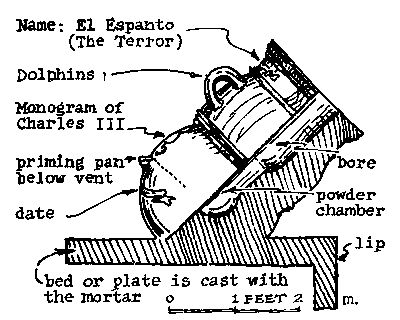 Name: El Espanto
(The Terror)
Dolphins
Monogram of
Charles III
priming pan
below vent
date
bore
powder
chamber
lip
bed or plate is cast with
the mortar
0 1 FEET 2
m.